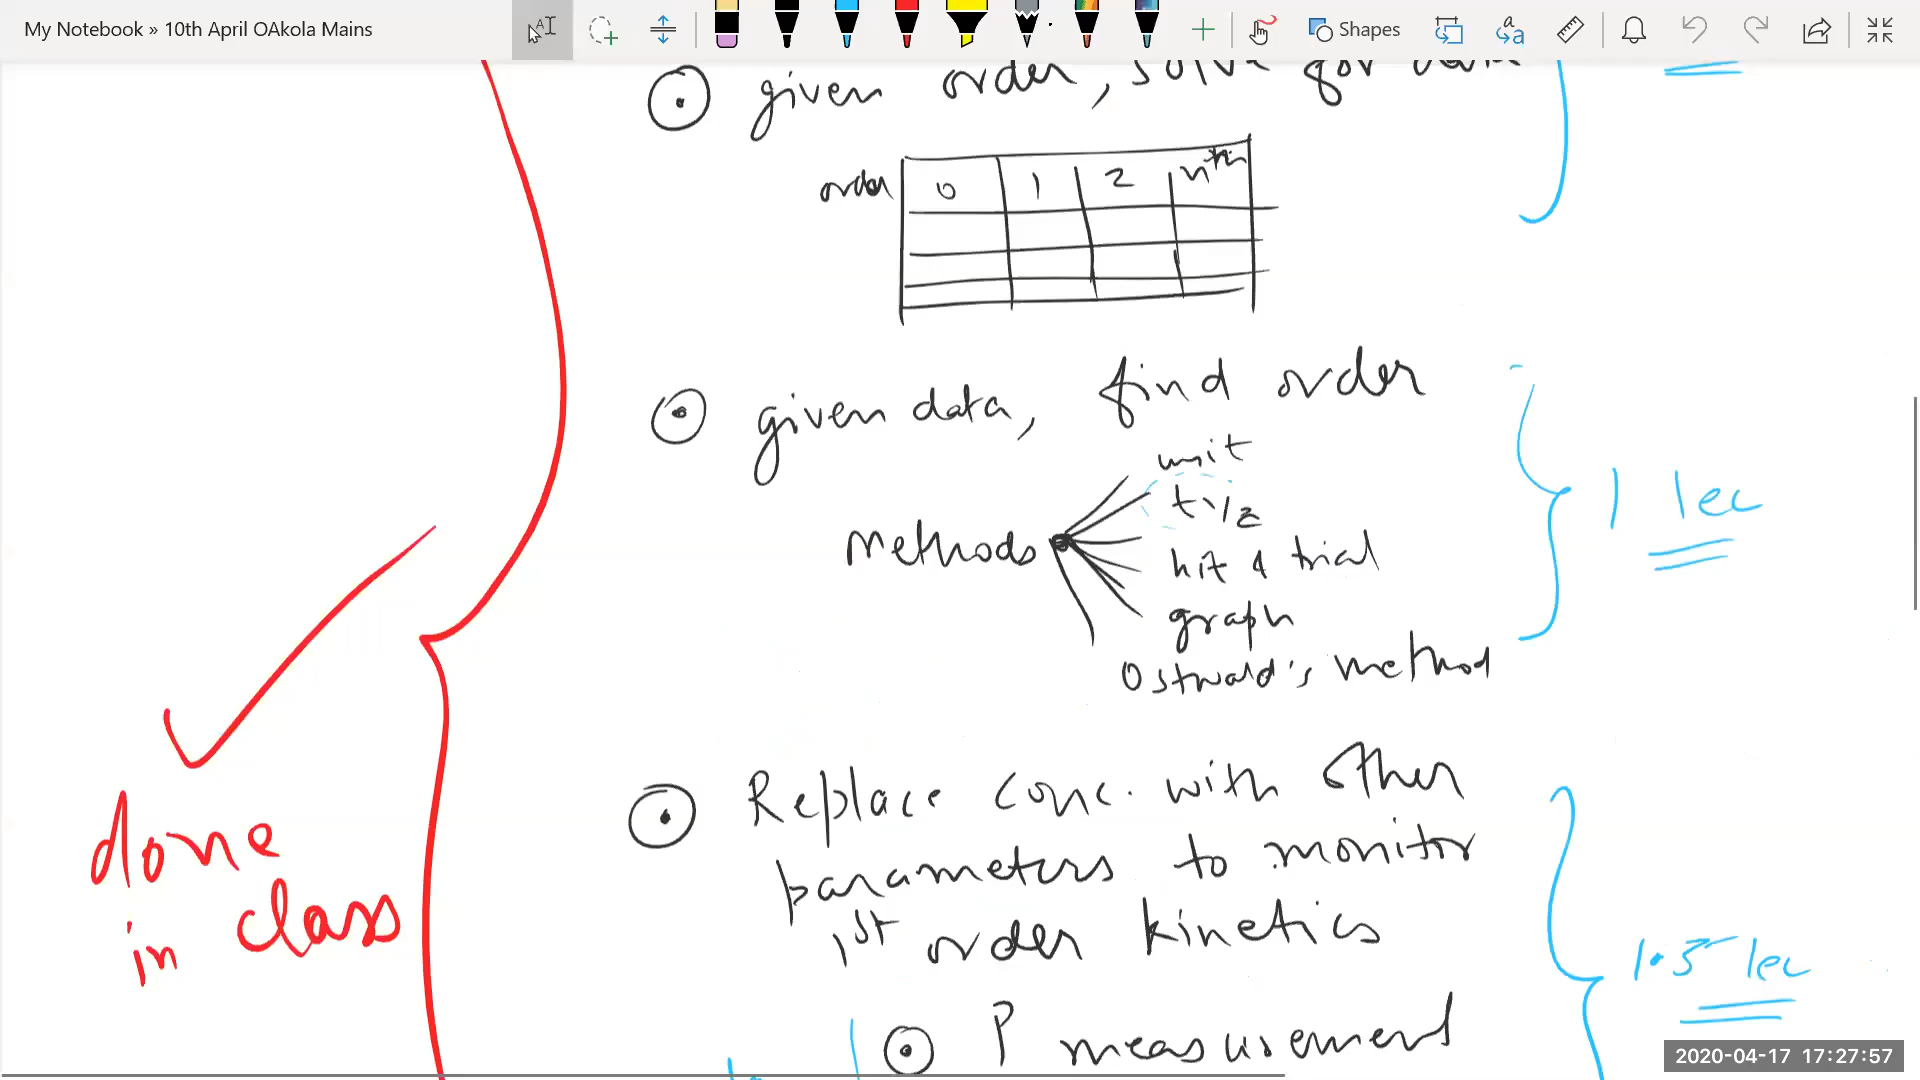 My Notebook » 10th April OAkola Mains
Shapes
given order, solve for
order 0 1 2 nth
given data, find order
unit
methods t1/2
hit & trial
graph
Ostwald's method
1 lec
done
in class
Replace conc. with other
parameters to monitor
1st order kinetics
1.5 lec
P measurement
2020-04-17 17:27:57